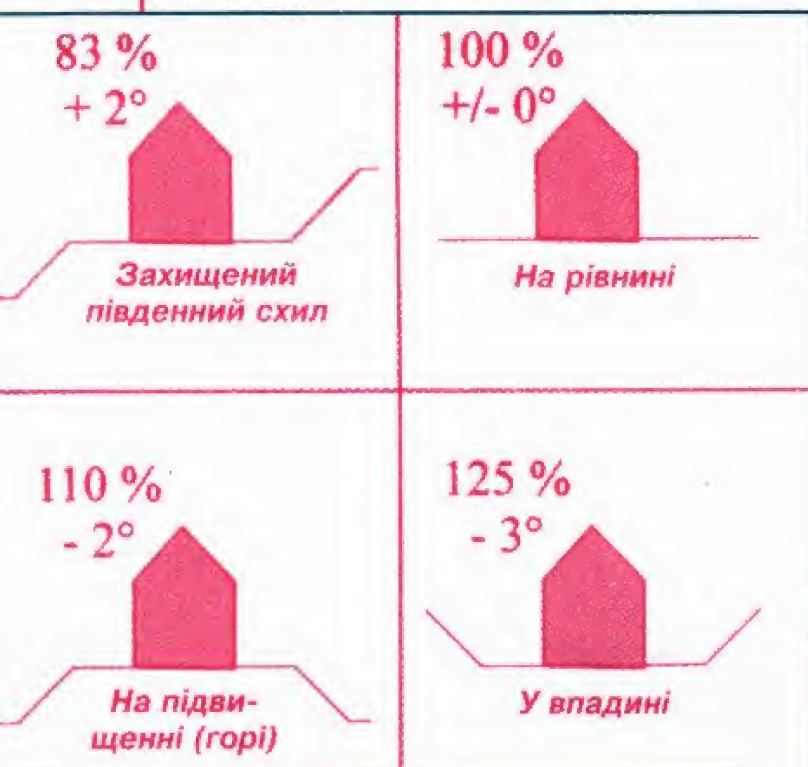 83 %
+ 2°
Захищений
південний схил
100 %
+/- 0°
На рівнині
110 %
- 2°
На підви-
щенні (горі)
125 %
- 3°
У впадині